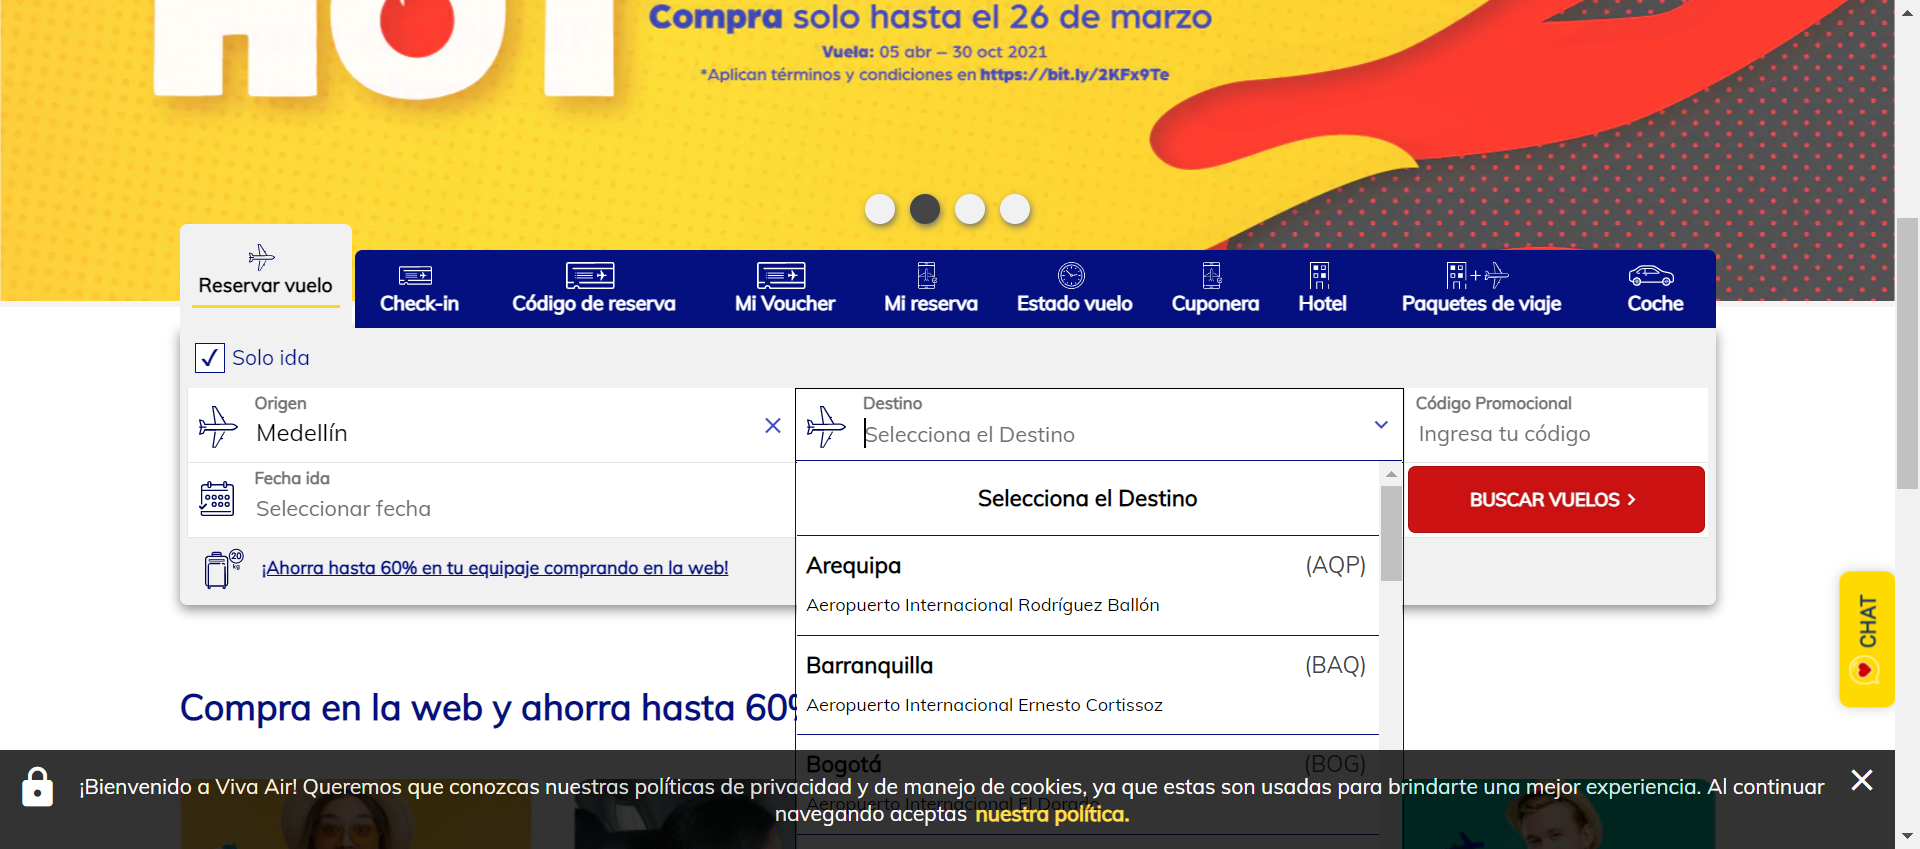 HOT
Compra solo hasta el 26 de marzo
Vuela: 05 abr – 30 oct 2021
*Aplican términos y condiciones en https://bit.ly/2KFx9Te
Reservar vuelo
Check-in
Código de reserva
Mi Voucher
Mi reserva
Estado vuelo
Cuponera
Hotel
Paquetes de viaje
Coche
Solo ida
Origen
Medellín
Destino
Selecciona el Destino
Código Promocional
Ingresa tu código
Fecha ida
Seleccionar fecha
Selecciona el Destino
BUSCAR VUELOS >
20 kg
¡Ahorra hasta 60% en tu equipaje comprando en la web!
Arequipa (AQP)
Aeropuerto Internacional Rodríguez Ballón
Barranquilla (BAQ)
Aeropuerto Internacional Ernesto Cortissoz
CHAT
Compra en la web y ahorra hasta 60%
Bogotá (BOG)
Aeropuerto Internacional El Dorado
¡Bienvenido a Viva Air! Queremos que conozcas nuestras políticas de privacidad y de manejo de cookies, ya que estas son usadas para brindarte una mejor experiencia. Al continuar
navegando aceptas nuestra política.